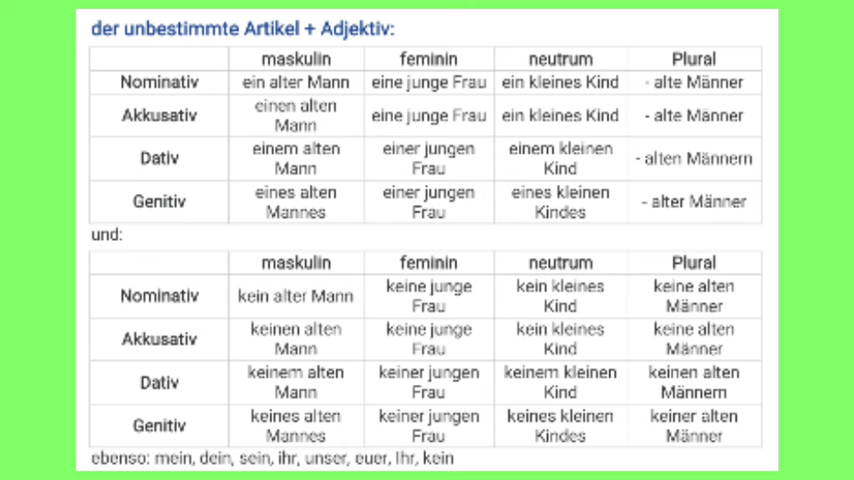 der unbestimmte Artikel + Adjektiv:
maskulin feminin neutrum Plural
Nominativ ein alter Mann eine junge Frau ein kleines Kind - alte Männer
Akkusativ einen alten Mann eine junge Frau ein kleines Kind - alte Männer
Dativ einem alten Mann einer jungen Frau einem kleinen Kind - alten Männern
Genitiv eines alten Mannes einer jungen Frau eines kleinen Kindes - alter Männer
und:
maskulin feminin neutrum Plural
Nominativ kein alter Mann keine junge Frau kein kleines Kind keine alten Männer
Akkusativ keinen alten Mann keine junge Frau kein kleines Kind keine alten Männer
Dativ keinem alten Mann keiner jungen Frau keinem kleinen Kind keinen alten Männern
Genitiv keines alten Mannes keiner jungen Frau keines kleinen Kindes keiner alten Männer
ebenso: mein, dein, sein, ihr, unser, euer, Ihr, kein